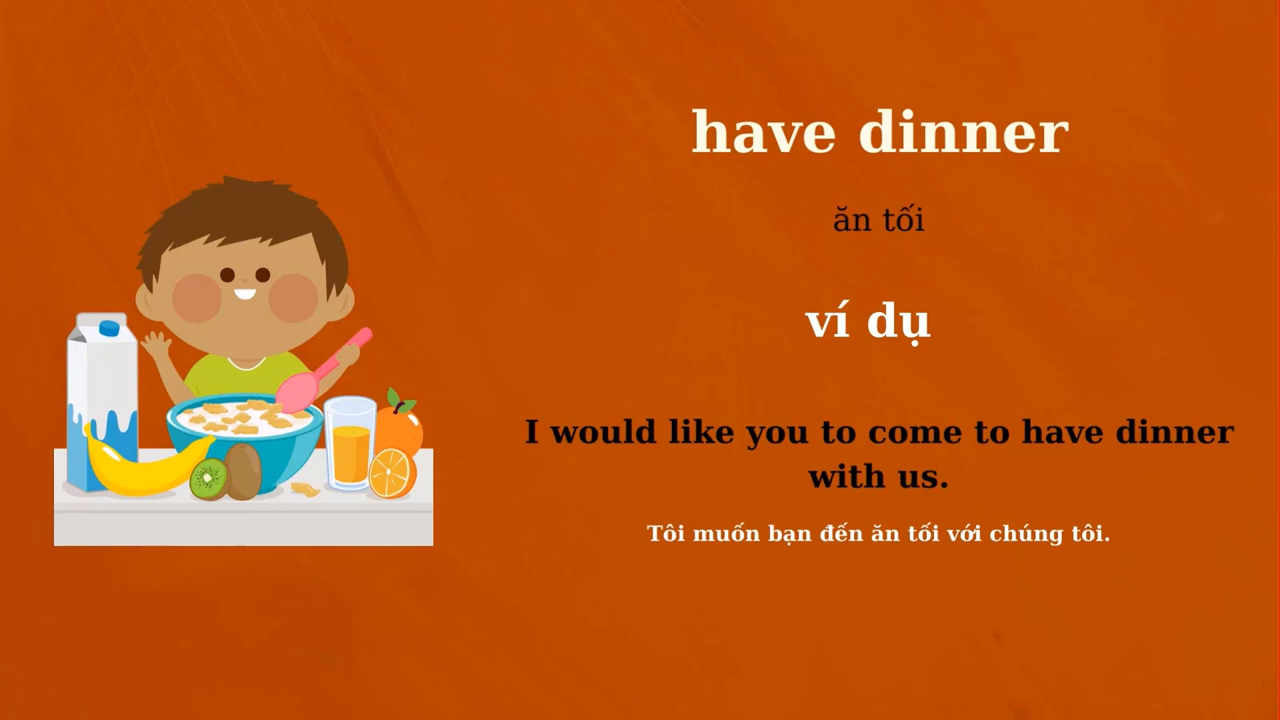 have dinner
ăn tối
ví dụ
I would like you to come to have dinner
with us.
Tôi muốn bạn đến ăn tối với chúng tôi.